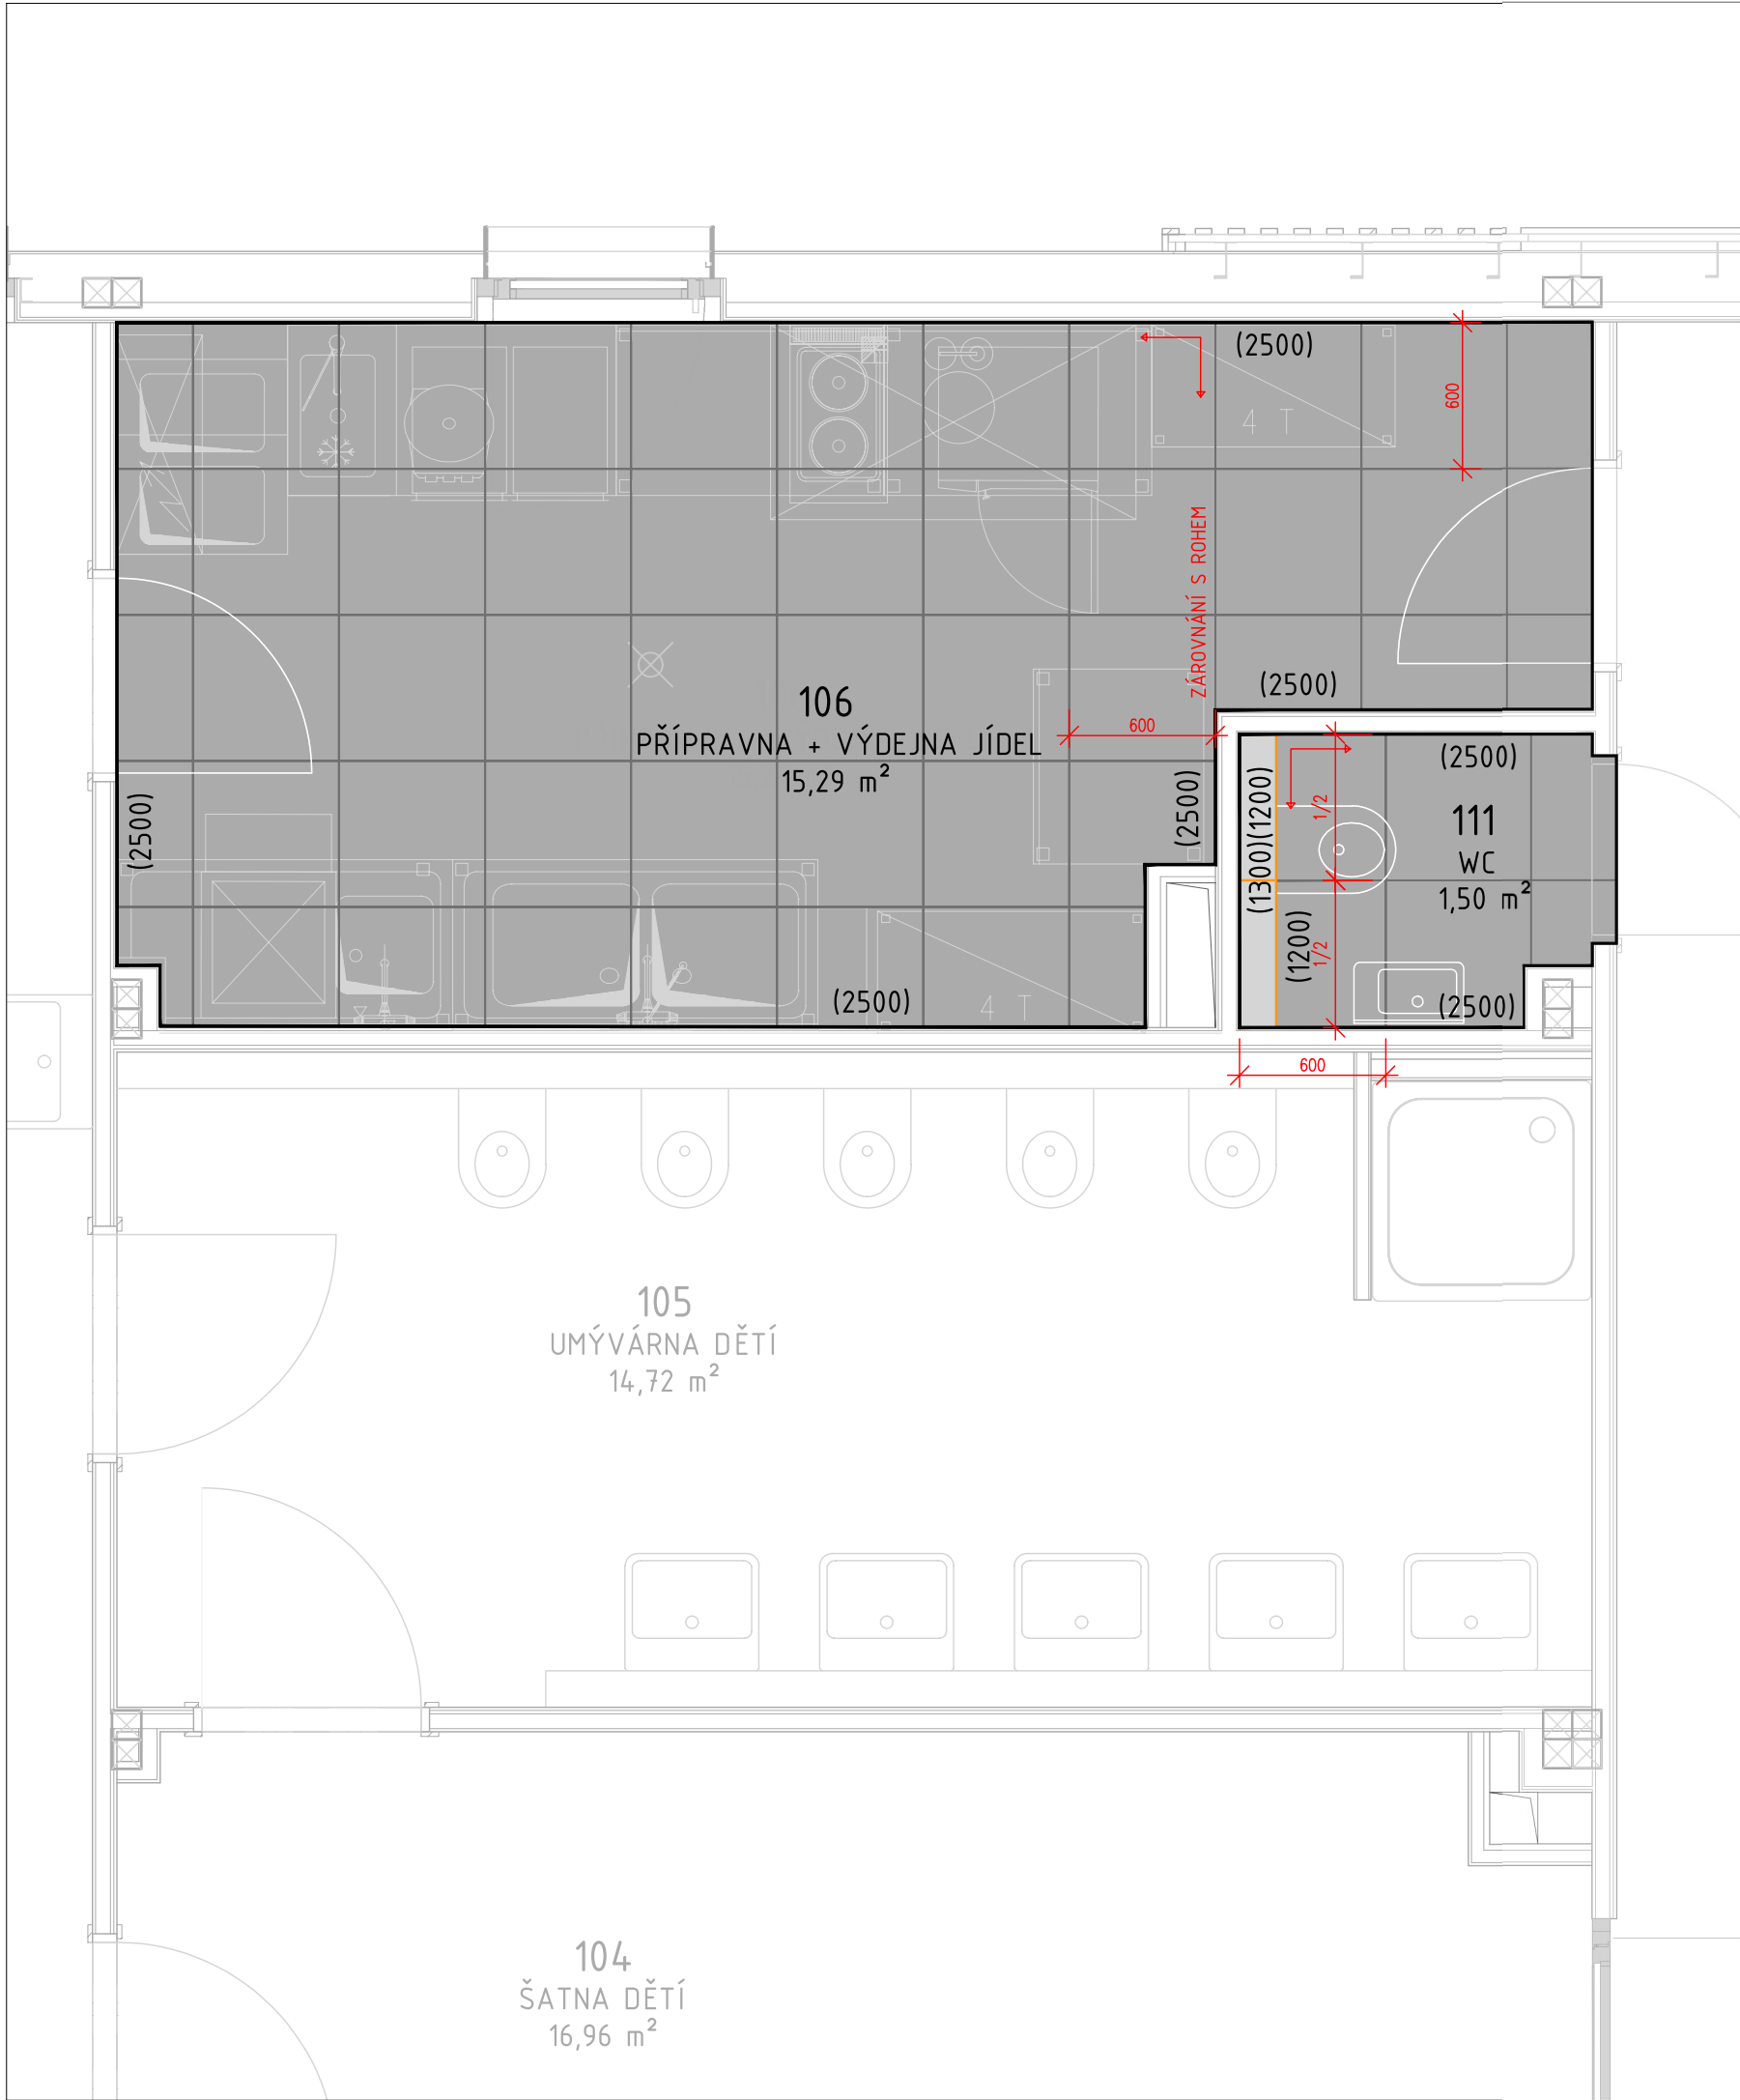 (2500)
600
4 T
ZÁROVNÁNÍ S ROHEM
(2500)
106
PŘÍPRAVNA + VÝDEJNA JÍDEL
15,29 m²
600
(2500)
(2500)
(1300)(1200)
1/2
(2500)
111
WC
1,50 m²
(1200)
1/2
(2500)
(2500)
4 T
600
105
UMÝVÁRNA DĚTÍ
14,72 m²
104
ŠATNA DĚTÍ
16,96 m²